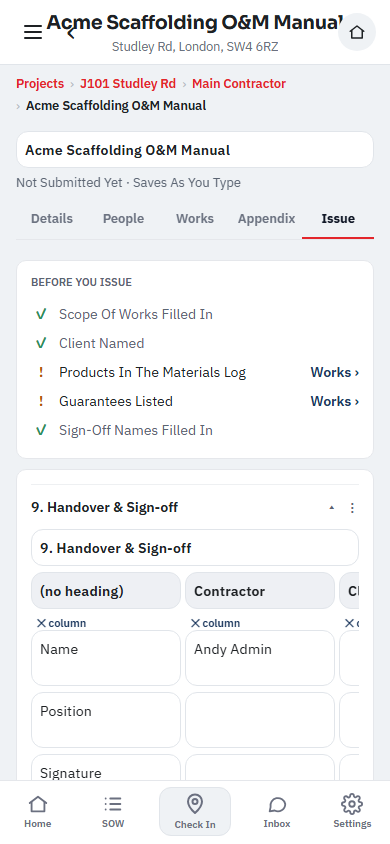 Acme Scaffolding O&M Manual
Studley Rd, London, SW4 6RZ
Projects › J101 Studley Rd › Main Contractor
› Acme Scaffolding O&M Manual
Acme Scaffolding O&M Manual
Not Submitted Yet · Saves As You Type
Details People Works Appendix Issue
BEFORE YOU ISSUE
Scope Of Works Filled In
Client Named
! Products In The Materials Log Works ›
! Guarantees Listed Works ›
Sign-Off Names Filled In
9. Handover & Sign-off
9. Handover & Sign-off
(no heading) Contractor
column column
Name Andy Admin
Position
Signature
Home SOW Check In Inbox Settings